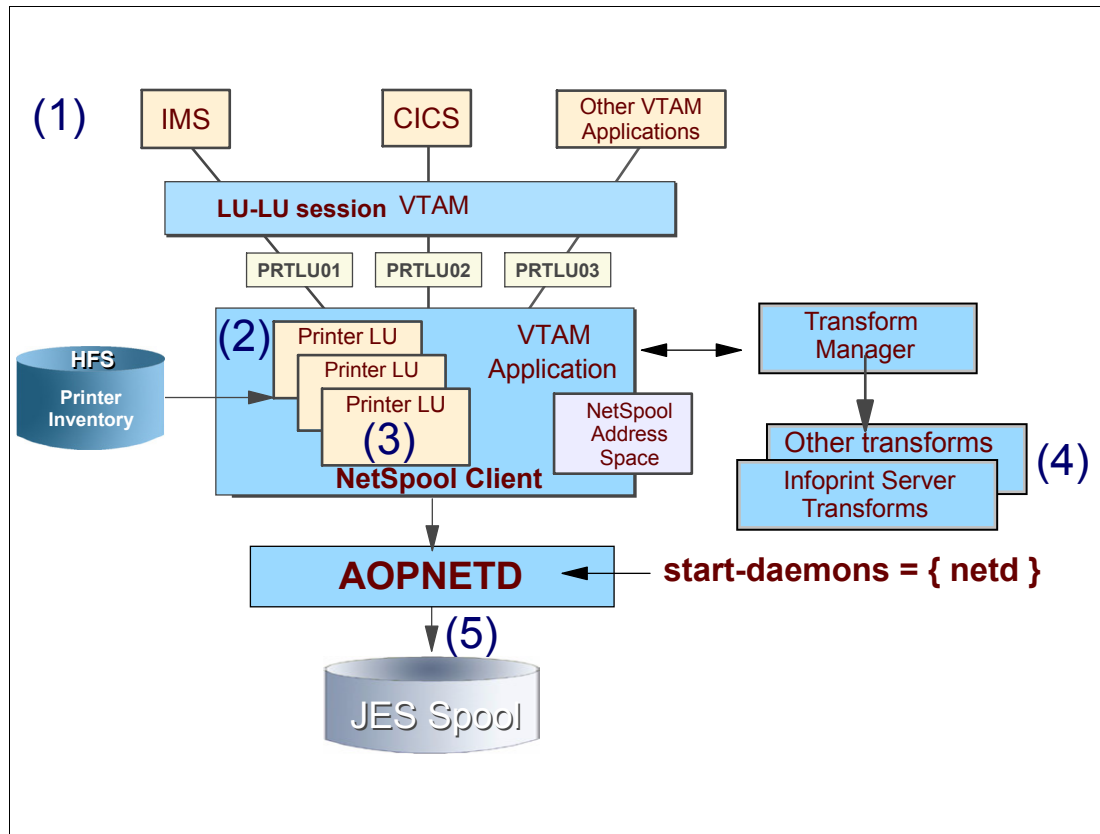 (1)
IMS
CICS
Other VTAM
Applications
LU-LU session VTAM
PRTLU01
PRTLU02
PRTLU03
(2)
Printer LU
Printer LU
Printer LU
(3)
VTAM
Application
NetSpool
Address
Space
NetSpool Client
HFS
Printer
Inventory
Transform
Manager
Other transforms
Infoprint Server
Transforms
(4)
AOPNETD
start-daemons = { netd }
(5)
JES Spool